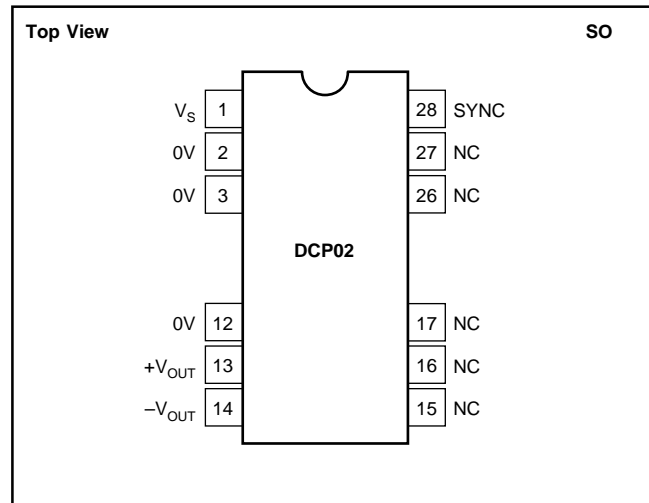 Top View SO
V_S 1 28 SYNC
0V 2 27 NC
0V 3 26 NC
DCP02
0V 12 17 NC
+V_OUT 13 16 NC
–V_OUT 14 15 NC